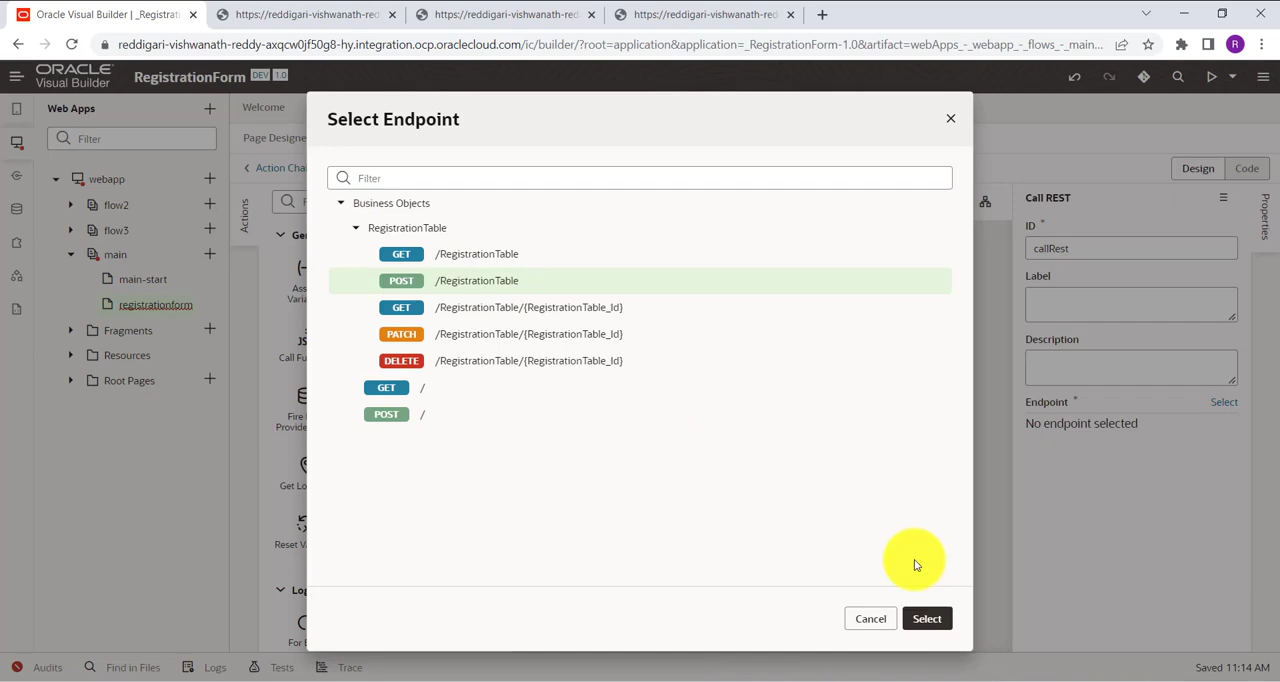 Oracle Visual Builder | _Registrati
https://reddigari-vishwanath-red
https://reddigari-vishwanath-red
https://reddigari-vishwanath-red
reddigari-vishwanath-reddy-axqcw0jf50g8-hy.integration.ocp.oraclecloud.com/ic/builder/?root=application&application=_RegistrationForm-1.0&artifact=webApps_-_webapp_-_flows_-_main...
R
ORACLE
Visual Builder
RegistrationForm
DEV
1.0
Web Apps
Filter
webapp
flow2
flow3
main
main-start
registrationform
Fragments
Resources
Root Pages
Welcome
Page Designe
Action Cha
Actions
F
Ge
Ass
Varia
JS
Call Fu
Fire
Provide
Get Lo
Reset Va
Log
For E
Select Endpoint
Filter
Business Objects
RegistrationTable
GET /RegistrationTable
POST /RegistrationTable
GET /RegistrationTable/{RegistrationTable_Id}
PATCH /RegistrationTable/{RegistrationTable_Id}
DELETE /RegistrationTable/{RegistrationTable_Id}
GET /
POST /
Cancel
Select
Design
Code
Call REST
Properties
ID *
callRest
Label
Description
Endpoint *
Select
No endpoint selected
Audits
Find in Files
Logs
Tests
Trace
Saved 11:14 AM